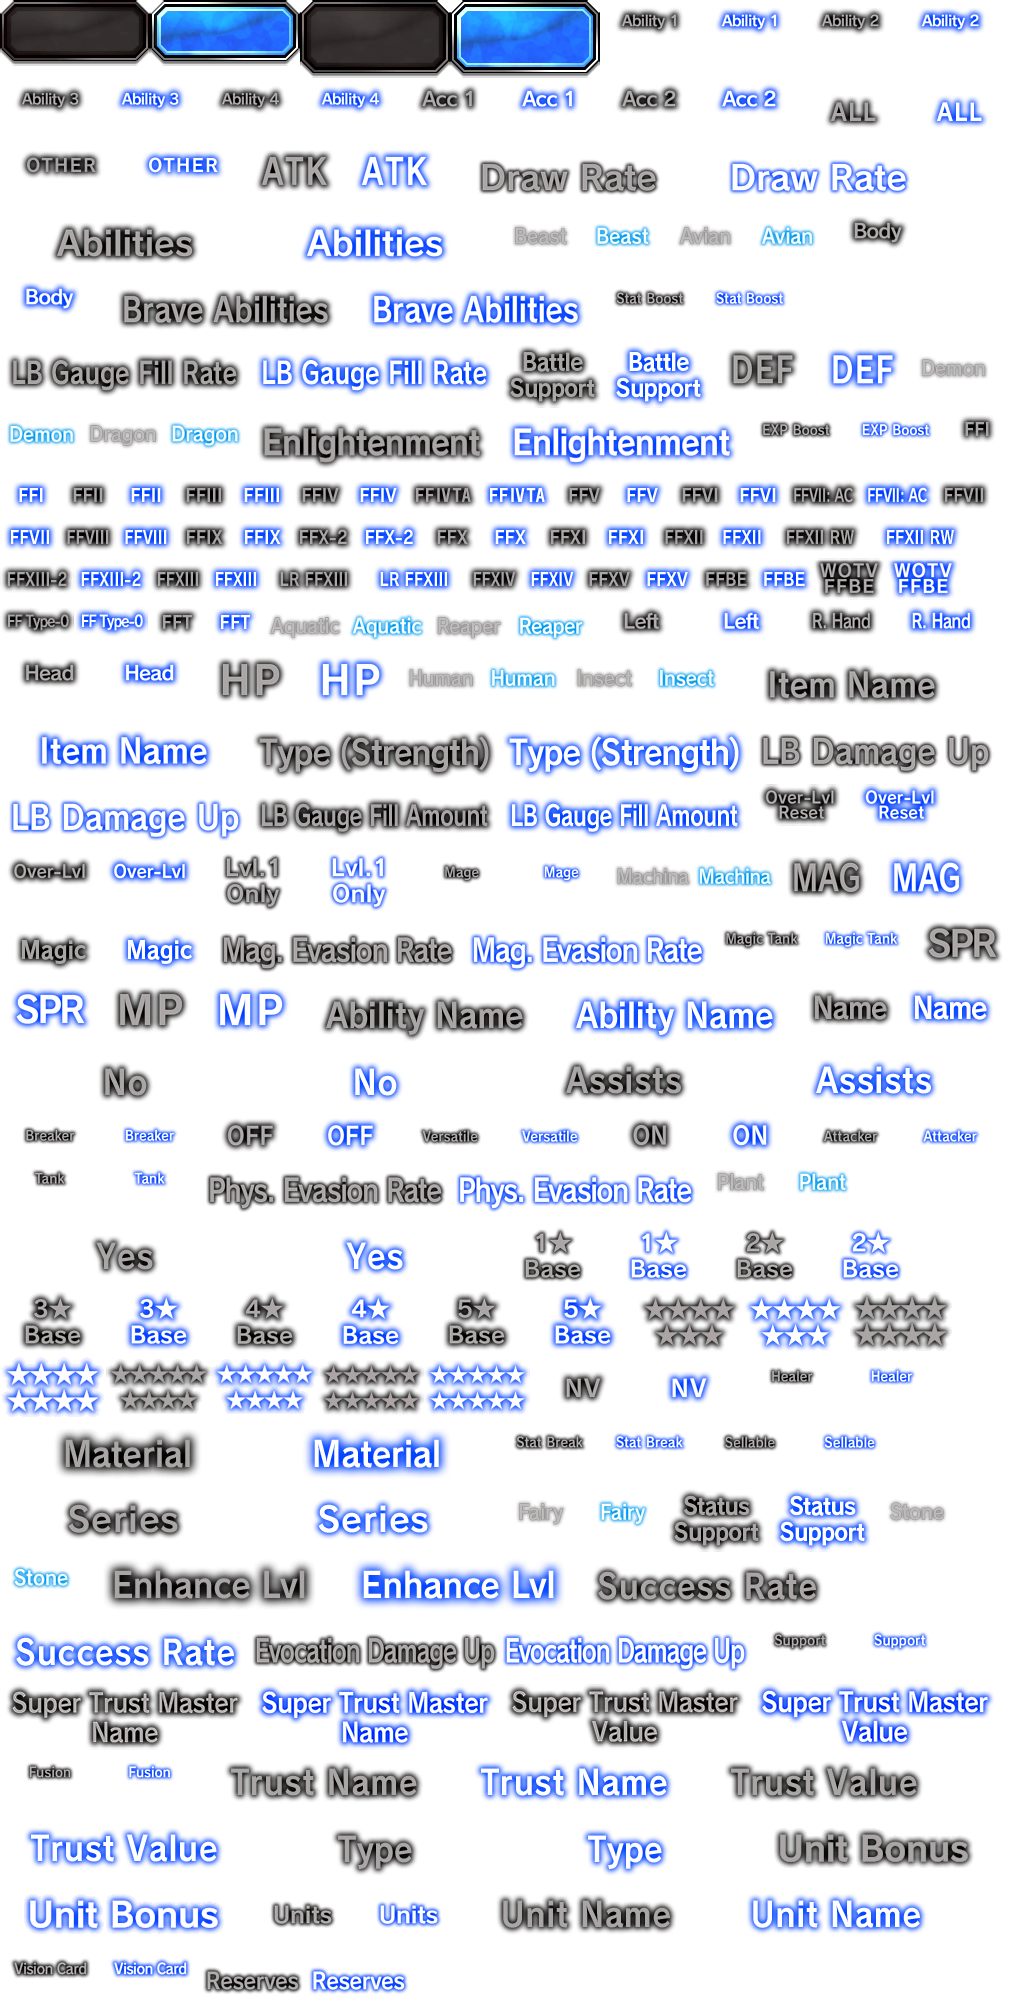 Ability 1 Ability 1 Ability 2 Ability 2
Ability 3 Ability 3 Ability 4 Ability 4 Acc 1 Acc 1 Acc 2 Acc 2 ALL ALL
OTHER OTHER ATK ATK Draw Rate Draw Rate
Abilities Abilities Beast Beast Avian Avian Body
Body Brave Abilities Brave Abilities Stat Boost Stat Boost
LB Gauge Fill Rate LB Gauge Fill Rate Battle Support Battle Support DEF DEF Demon
Demon Dragon Dragon Enlightenment Enlightenment EXP Boost EXP Boost FFI
FFI FFII FFII FFIII FFIII FFIV FFIV FFIVTA FFIVTA FFV FFV FFVI FFVI FFVII: AC FFVII: AC FFVII
FFVII FFVIII FFVIII FFIX FFIX FFX-2 FFX-2 FFX FFX FFXI FFXI FFXII FFXII FFXII RW FFXII RW
FFXIII-2 FFXIII-2 FFXIII FFXIII LR FFXIII LR FFXIII FFXIV FFXIV FFXV FFXV FFBE FFBE WOTV FFBE WOTV FFBE
FF Type-0 FF Type-0 FFT FFT Aquatic Aquatic Reaper Reaper Left Left R. Hand R. Hand
Head Head HP HP Human Human Insect Insect Item Name
Item Name Type (Strength) Type (Strength) LB Damage Up
LB Damage Up LB Gauge Fill Amount LB Gauge Fill Amount Over-Lvl Reset Over-Lvl Reset
Over-Lvl Over-Lvl Lvl.1 Only Lvl.1 Only Mage Mage Machina Machina MAG MAG
Magic Magic Mag. Evasion Rate Mag. Evasion Rate Magic Tank Magic Tank SPR
SPR MP MP Ability Name Ability Name Name Name
No No Assists Assists
Breaker Breaker OFF OFF Versatile Versatile ON ON Attacker Attacker
Tank Tank Phys. Evasion Rate Phys. Evasion Rate Plant Plant
Yes Yes 1★ Base 1★ Base 2★ Base 2★ Base
3★ Base 3★ Base 4★ Base 4★ Base 5★ Base 5★ Base ★★★★★★★ ★★★★★★★ ★★★★★★★★
★★★★★★★★ ★★★★★★★★★ ★★★★★★★★★ ★★★★★★★★★★ ★★★★★★★★★★ NV NV Healer Healer
Material Material Stat Break Stat Break Sellable Sellable
Series Series Fairy Fairy Status Support Status Support Stone
Stone Enhance Lvl Enhance Lvl Success Rate
Success Rate Evocation Damage Up Evocation Damage Up Support Support
Super Trust Master Name Super Trust Master Name Super Trust Master Value Super Trust Master Value
Fusion Fusion Trust Name Trust Name Trust Value
Trust Value Type Type Unit Bonus
Unit Bonus Units Units Unit Name Unit Name
Vision Card Vision Card Reserves Reserves